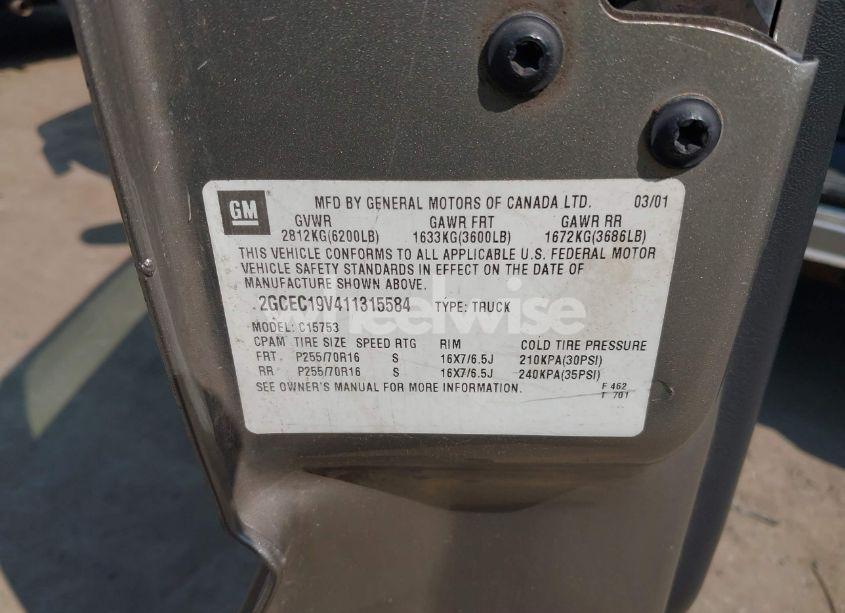 GM
MFD BY GENERAL MOTORS OF CANADA LTD. 03/01
GVWR GAWR FRT GAWR RR
2812KG(6200LB) 1633KG(3600LB) 1672KG(3686LB)
THIS VEHICLE CONFORMS TO ALL APPLICABLE U.S. FEDERAL MOTOR
VEHICLE SAFETY STANDARDS IN EFFECT ON THE DATE OF
MANUFACTURE SHOWN ABOVE.
2GCEC19V411315584 TYPE: TRUCK
MODEL: C15753
CPAM TIRE SIZE SPEED RTG RIM COLD TIRE PRESSURE
FRT P255/70R16 S 16X7/6.5J 210KPA(30PSI)
RR P255/70R16 S 16X7/6.5J 240KPA(35PSI)
SEE OWNER'S MANUAL FOR MORE INFORMATION.
F 462
T 701
wheelwise